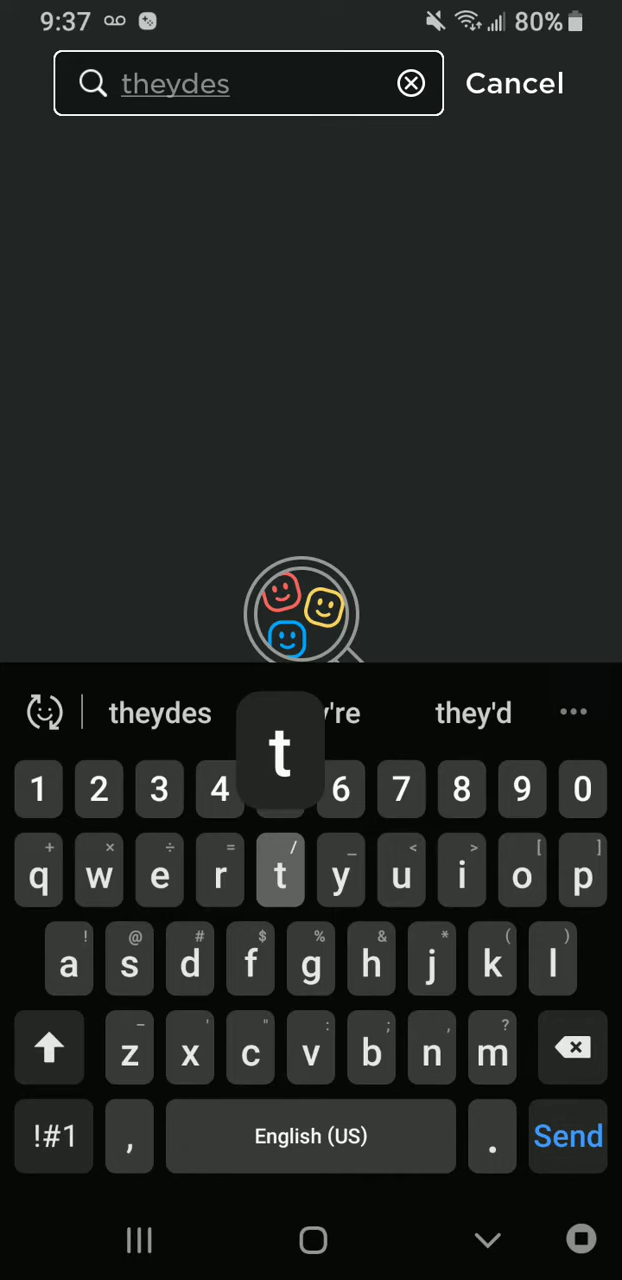 9:37 80%
theydes Cancel
theydes 're they'd
t
1 2 3 4 6 7 8 9 0
+ × ÷ = / _ < > [ ]
q w e r t y u i o p
! @ # $ % & * ( )
a s d f g h j k l
- ' " : ; , ?
z x c v b n m
!#1 , English (US) . Send